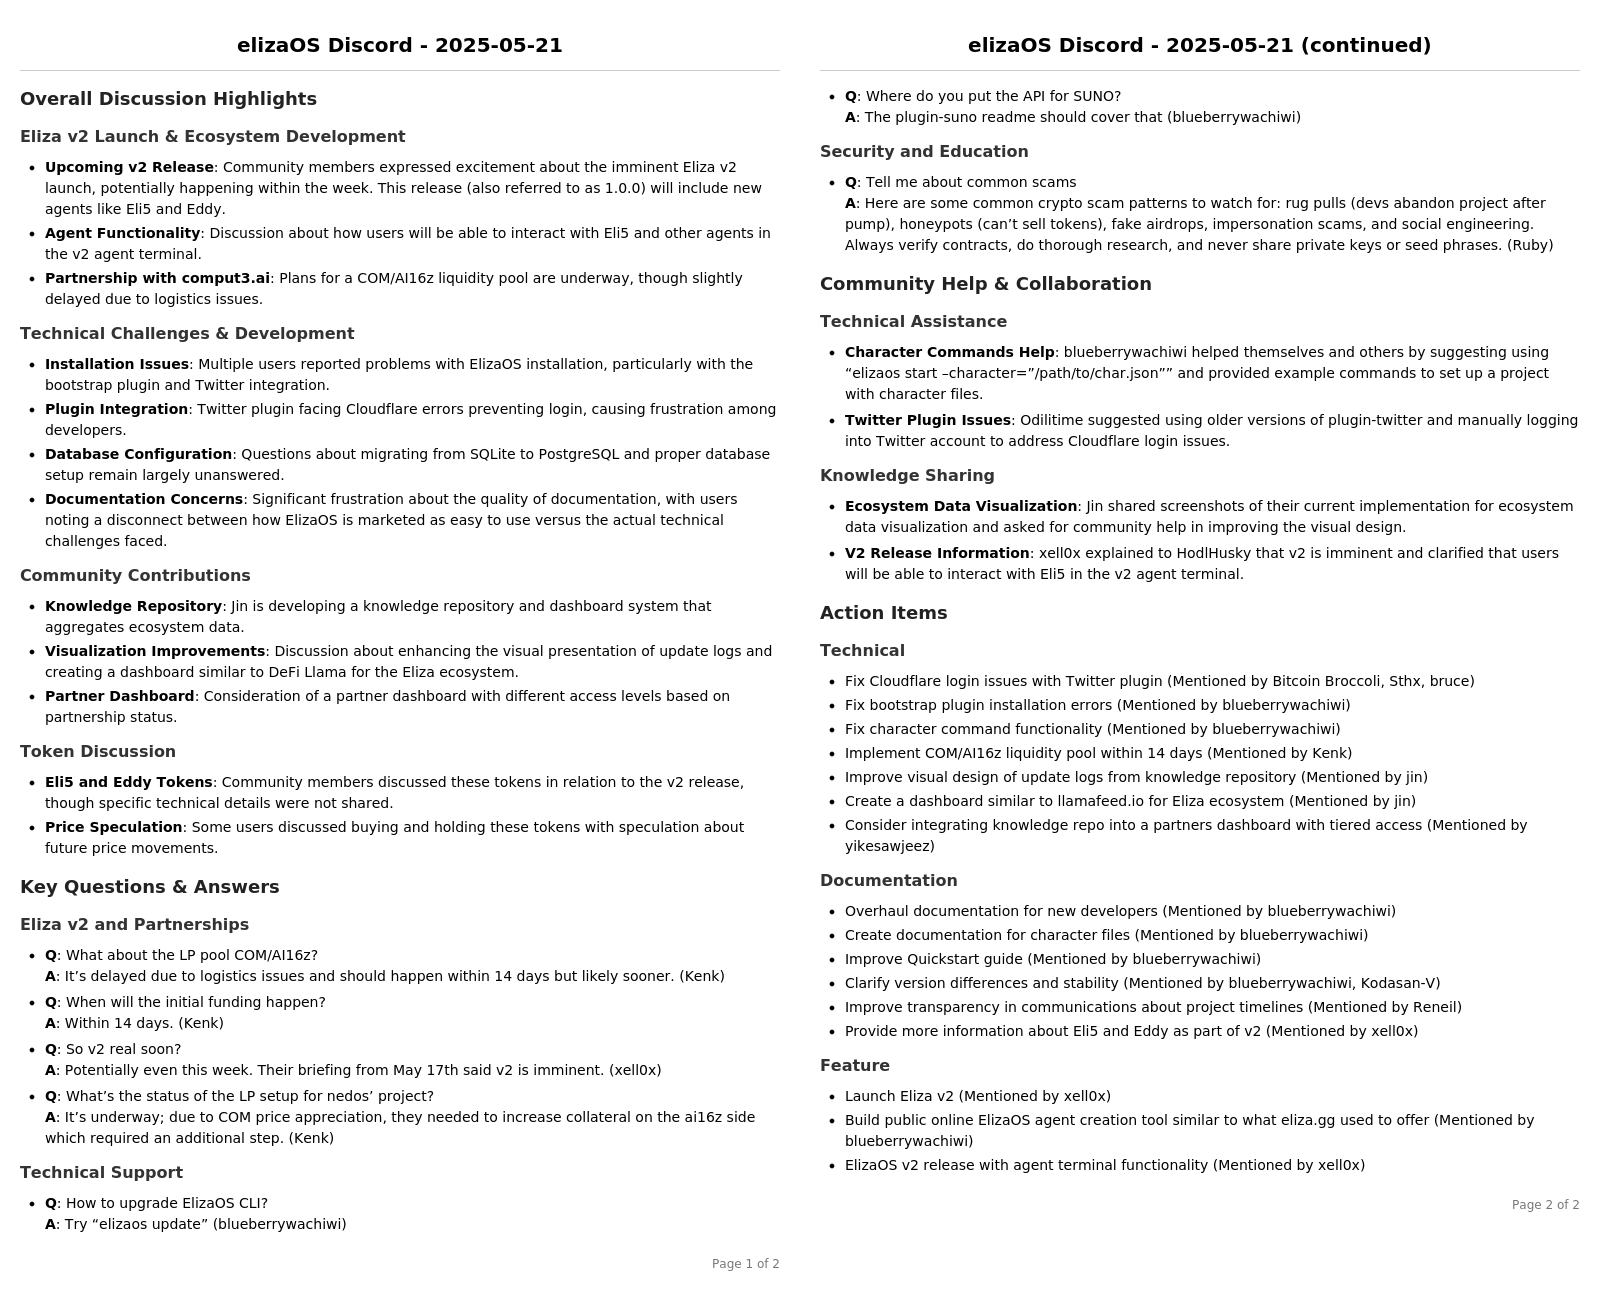 elizaOS Discord - 2025-05-21
Overall Discussion Highlights
Eliza v2 Launch & Ecosystem Development
• Upcoming v2 Release: Community members expressed excitement about the imminent Eliza v2
launch, potentially happening within the week. This release (also referred to as 1.0.0) will include new
agents like Eli5 and Eddy.
• Agent Functionality: Discussion about how users will be able to interact with Eli5 and other agents in
the v2 agent terminal.
• Partnership with comput3.ai: Plans for a COM/AI16z liquidity pool are underway, though slightly
delayed due to logistics issues.
Technical Challenges & Development
• Installation Issues: Multiple users reported problems with ElizaOS installation, particularly with the
bootstrap plugin and Twitter integration.
• Plugin Integration: Twitter plugin facing Cloudflare errors preventing login, causing frustration among
developers.
• Database Configuration: Questions about migrating from SQLite to PostgreSQL and proper database
setup remain largely unanswered.
• Documentation Concerns: Significant frustration about the quality of documentation, with users
noting a disconnect between how ElizaOS is marketed as easy to use versus the actual technical
challenges faced.
Community Contributions
• Knowledge Repository: Jin is developing a knowledge repository and dashboard system that
aggregates ecosystem data.
• Visualization Improvements: Discussion about enhancing the visual presentation of update logs and
creating a dashboard similar to DeFi Llama for the Eliza ecosystem.
• Partner Dashboard: Consideration of a partner dashboard with different access levels based on
partnership status.
Token Discussion
• Eli5 and Eddy Tokens: Community members discussed these tokens in relation to the v2 release,
though specific technical details were not shared.
• Price Speculation: Some users discussed buying and holding these tokens with speculation about
future price movements.
Key Questions & Answers
Eliza v2 and Partnerships
• Q: What about the LP pool COM/AI16z?
A: It’s delayed due to logistics issues and should happen within 14 days but likely sooner. (Kenk)
• Q: When will the initial funding happen?
A: Within 14 days. (Kenk)
• Q: So v2 real soon?
A: Potentially even this week. Their briefing from May 17th said v2 is imminent. (xell0x)
• Q: What’s the status of the LP setup for nedos’ project?
A: It’s underway; due to COM price appreciation, they needed to increase collateral on the ai16z side
which required an additional step. (Kenk)
Technical Support
• Q: How to upgrade ElizaOS CLI?
A: Try “elizaos update” (blueberrywachiwi)
Page 1 of 2
elizaOS Discord - 2025-05-21 (continued)
• Q: Where do you put the API for SUNO?
A: The plugin-suno readme should cover that (blueberrywachiwi)
Security and Education
• Q: Tell me about common scams
A: Here are some common crypto scam patterns to watch for: rug pulls (devs abandon project after
pump), honeypots (can’t sell tokens), fake airdrops, impersonation scams, and social engineering.
Always verify contracts, do thorough research, and never share private keys or seed phrases. (Ruby)
Community Help & Collaboration
Technical Assistance
• Character Commands Help: blueberrywachiwi helped themselves and others by suggesting using
“elizaos start –character=”/path/to/char.json”” and provided example commands to set up a project
with character files.
• Twitter Plugin Issues: Odilitime suggested using older versions of plugin-twitter and manually logging
into Twitter account to address Cloudflare login issues.
Knowledge Sharing
• Ecosystem Data Visualization: Jin shared screenshots of their current implementation for ecosystem
data visualization and asked for community help in improving the visual design.
• V2 Release Information: xell0x explained to HodlHusky that v2 is imminent and clarified that users
will be able to interact with Eli5 in the v2 agent terminal.
Action Items
Technical
• Fix Cloudflare login issues with Twitter plugin (Mentioned by Bitcoin Broccoli, Sthx, bruce)
• Fix bootstrap plugin installation errors (Mentioned by blueberrywachiwi)
• Fix character command functionality (Mentioned by blueberrywachiwi)
• Implement COM/AI16z liquidity pool within 14 days (Mentioned by Kenk)
• Improve visual design of update logs from knowledge repository (Mentioned by jin)
• Create a dashboard similar to llamafeed.io for Eliza ecosystem (Mentioned by jin)
• Consider integrating knowledge repo into a partners dashboard with tiered access (Mentioned by
yikesawjeez)
Documentation
• Overhaul documentation for new developers (Mentioned by blueberrywachiwi)
• Create documentation for character files (Mentioned by blueberrywachiwi)
• Improve Quickstart guide (Mentioned by blueberrywachiwi)
• Clarify version differences and stability (Mentioned by blueberrywachiwi, Kodasan-V)
• Improve transparency in communications about project timelines (Mentioned by Reneil)
• Provide more information about Eli5 and Eddy as part of v2 (Mentioned by xell0x)
Feature
• Launch Eliza v2 (Mentioned by xell0x)
• Build public online ElizaOS agent creation tool similar to what eliza.gg used to offer (Mentioned by
blueberrywachiwi)
• ElizaOS v2 release with agent terminal functionality (Mentioned by xell0x)
Page 2 of 2